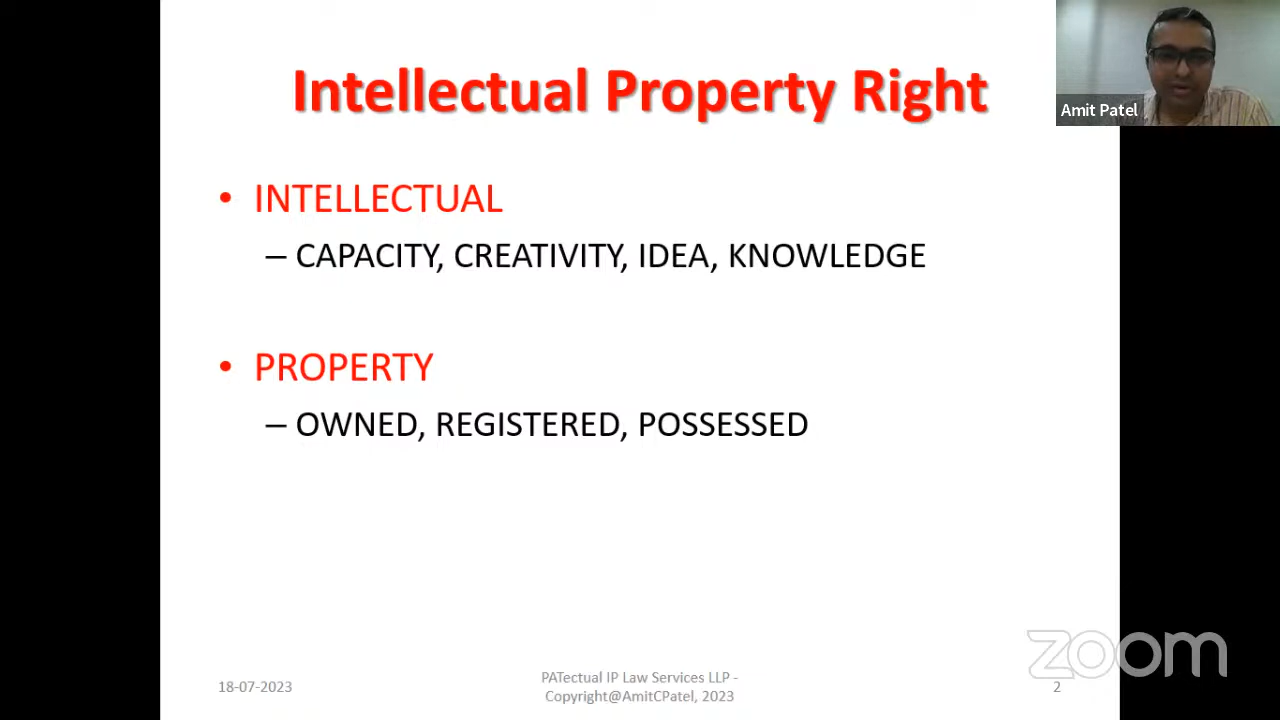 Intellectual Property Right
Amit Patel
• INTELLECTUAL
– CAPACITY, CREATIVITY, IDEA, KNOWLEDGE
• PROPERTY
– OWNED, REGISTERED, POSSESSED
zoom
18-07-2023
PATectual IP Law Services LLP -
Copyright@AmitCPatel, 2023
2